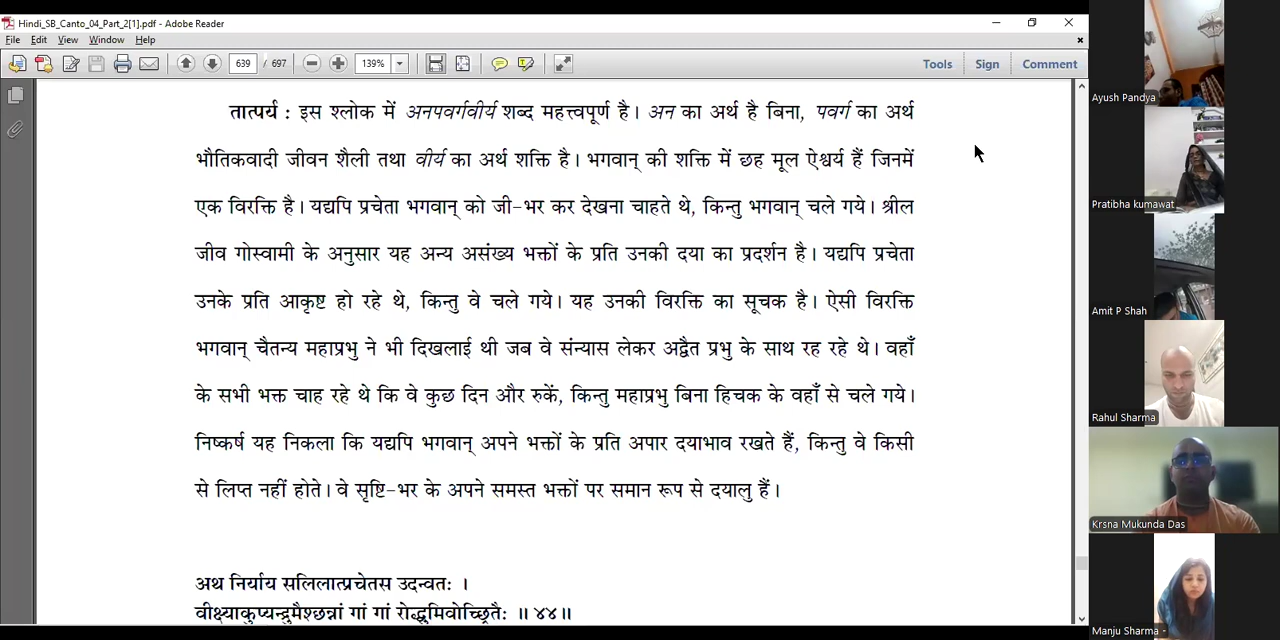 Hindi_SB_Canto_04_Part_2[1].pdf - Adobe Reader
File Edit View Window Help
639 / 697 139% Tools Sign Comment
तात्पर्य : इस श्लोक में अनपवर्गवीर्य शब्द महत्त्वपूर्ण है। अन का अर्थ है बिना, पवर्ग का अर्थ
भौतिकवादी जीवन शैली तथा वीर्य का अर्थ शक्ति है। भगवान् की शक्ति में छह मूल ऐश्वर्य हैं जिनमें
एक विरक्ति है। यद्यपि प्रचेता भगवान् को जी-भर कर देखना चाहते थे, किन्तु भगवान् चले गये। श्रील
जीव गोस्वामी के अनुसार यह अन्य असंख्य भक्तों के प्रति उनकी दया का प्रदर्शन है। यद्यपि प्रचेता
उनके प्रति आकृष्ट हो रहे थे, किन्तु वे चले गये। यह उनकी विरक्ति का सूचक है। ऐसी विरक्ति
भगवान् चैतन्य महाप्रभु ने भी दिखलाई थी जब वे संन्यास लेकर अद्वैत प्रभु के साथ रह रहे थे। वहाँ
के सभी भक्त चाह रहे थे कि वे कुछ दिन और रुकें, किन्तु महाप्रभु बिना हिचक के वहाँ से चले गये।
निष्कर्ष यह निकला कि यद्यपि भगवान् अपने भक्तों के प्रति अपार दयाभाव रखते हैं, किन्तु वे किसी
से लिप्त नहीं होते। वे सृष्टि-भर के अपने समस्त भक्तों पर समान रूप से दयालु हैं।
अथ निर्याय सलिलात्प्रचेतस उदन्वतः ।
वीक्ष्याकुप्यन्द्रुमैश्छन्नां गां गां रोद्धुमिवोच्छ्रितैः ॥ ४४॥
Ayush Pandya
Pratibha kumawat
Amit P Shah
Rahul Sharma
Krsna Mukunda Das
Manju Sharma -